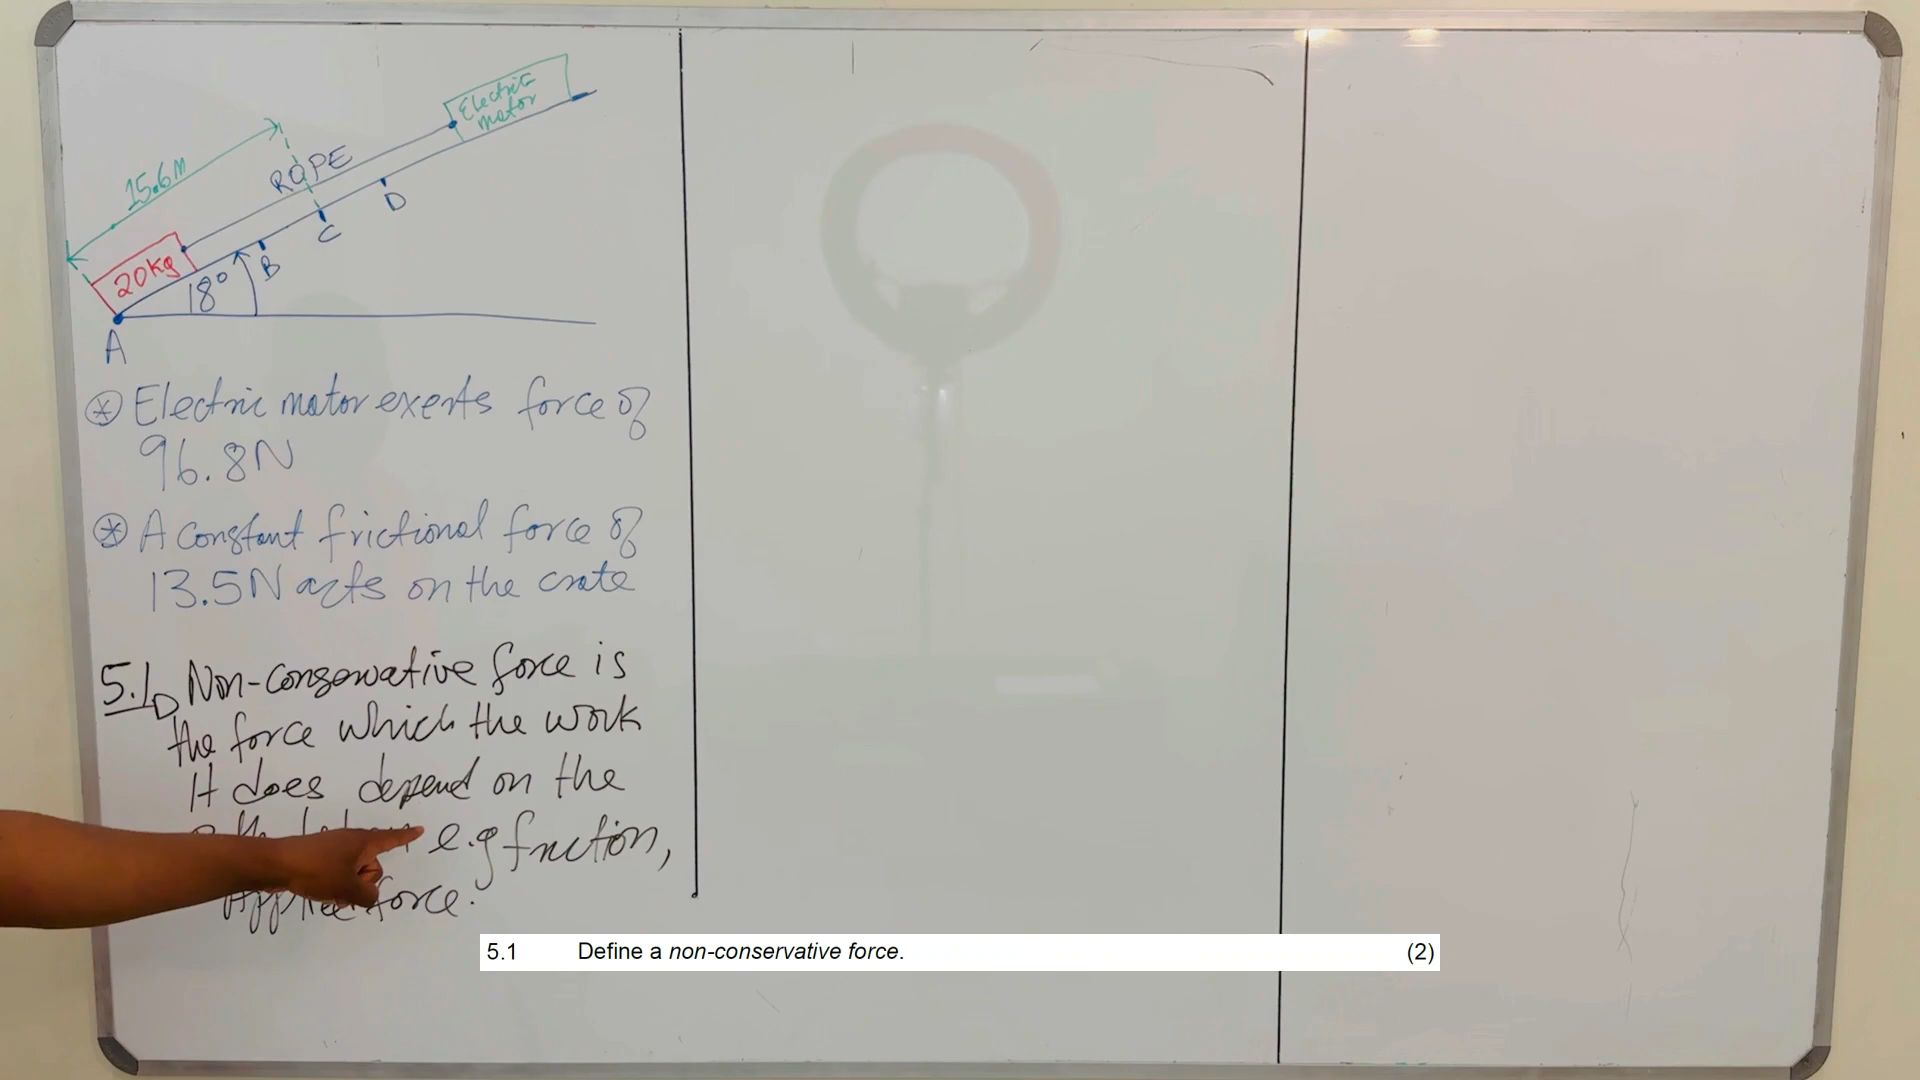 Electric
motor
15.6M
ROPE
D
C
20Kg
18°
B
A
Electric motor exerts force of
96.8N
A constant frictional force of
13.5N acts on the crate
5.1 Non-conservative force is
the force which the work
It does depend on the
e.g friction,
Applied force.
5.1 Define a non-conservative force. (2)